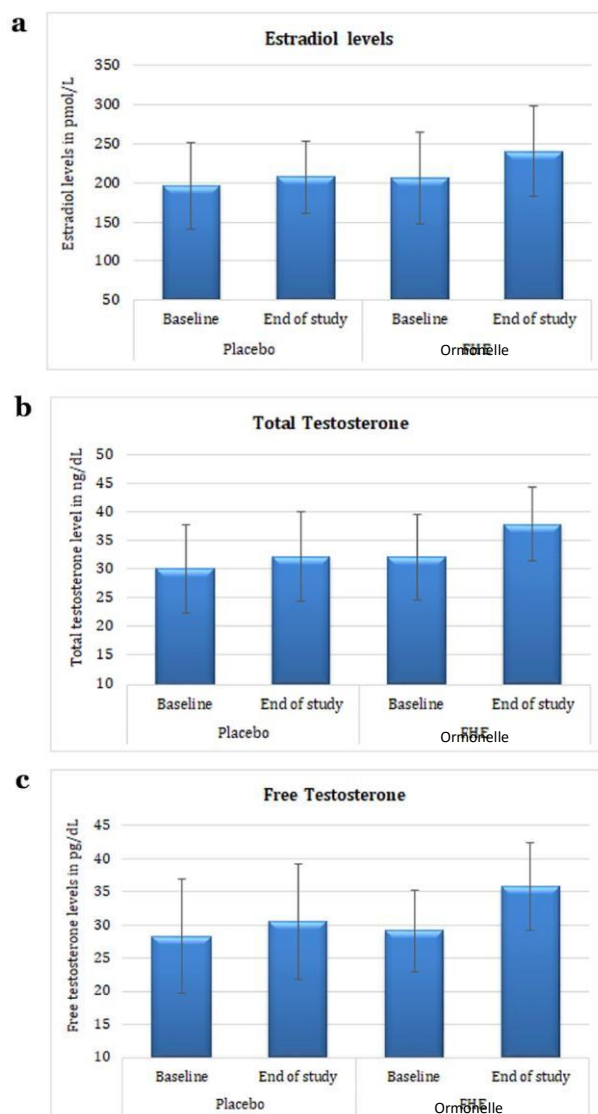 a
Estradiol levels
Estradiol levels in pmol/L
350
300
250
200
150
100
50
Baseline End of study Baseline End of study
Placebo Ormonelle
b
Total Testosterone
Total testosterone level in ng/dL
50
45
40
35
30
25
20
15
10
Baseline End of study Baseline End of study
Placebo Ormonelle
c
Free Testosterone
Free testosterone levels in pg/dL
45
40
35
30
25
20
15
10
Baseline End of study Baseline End of study
Placebo Ormonelle